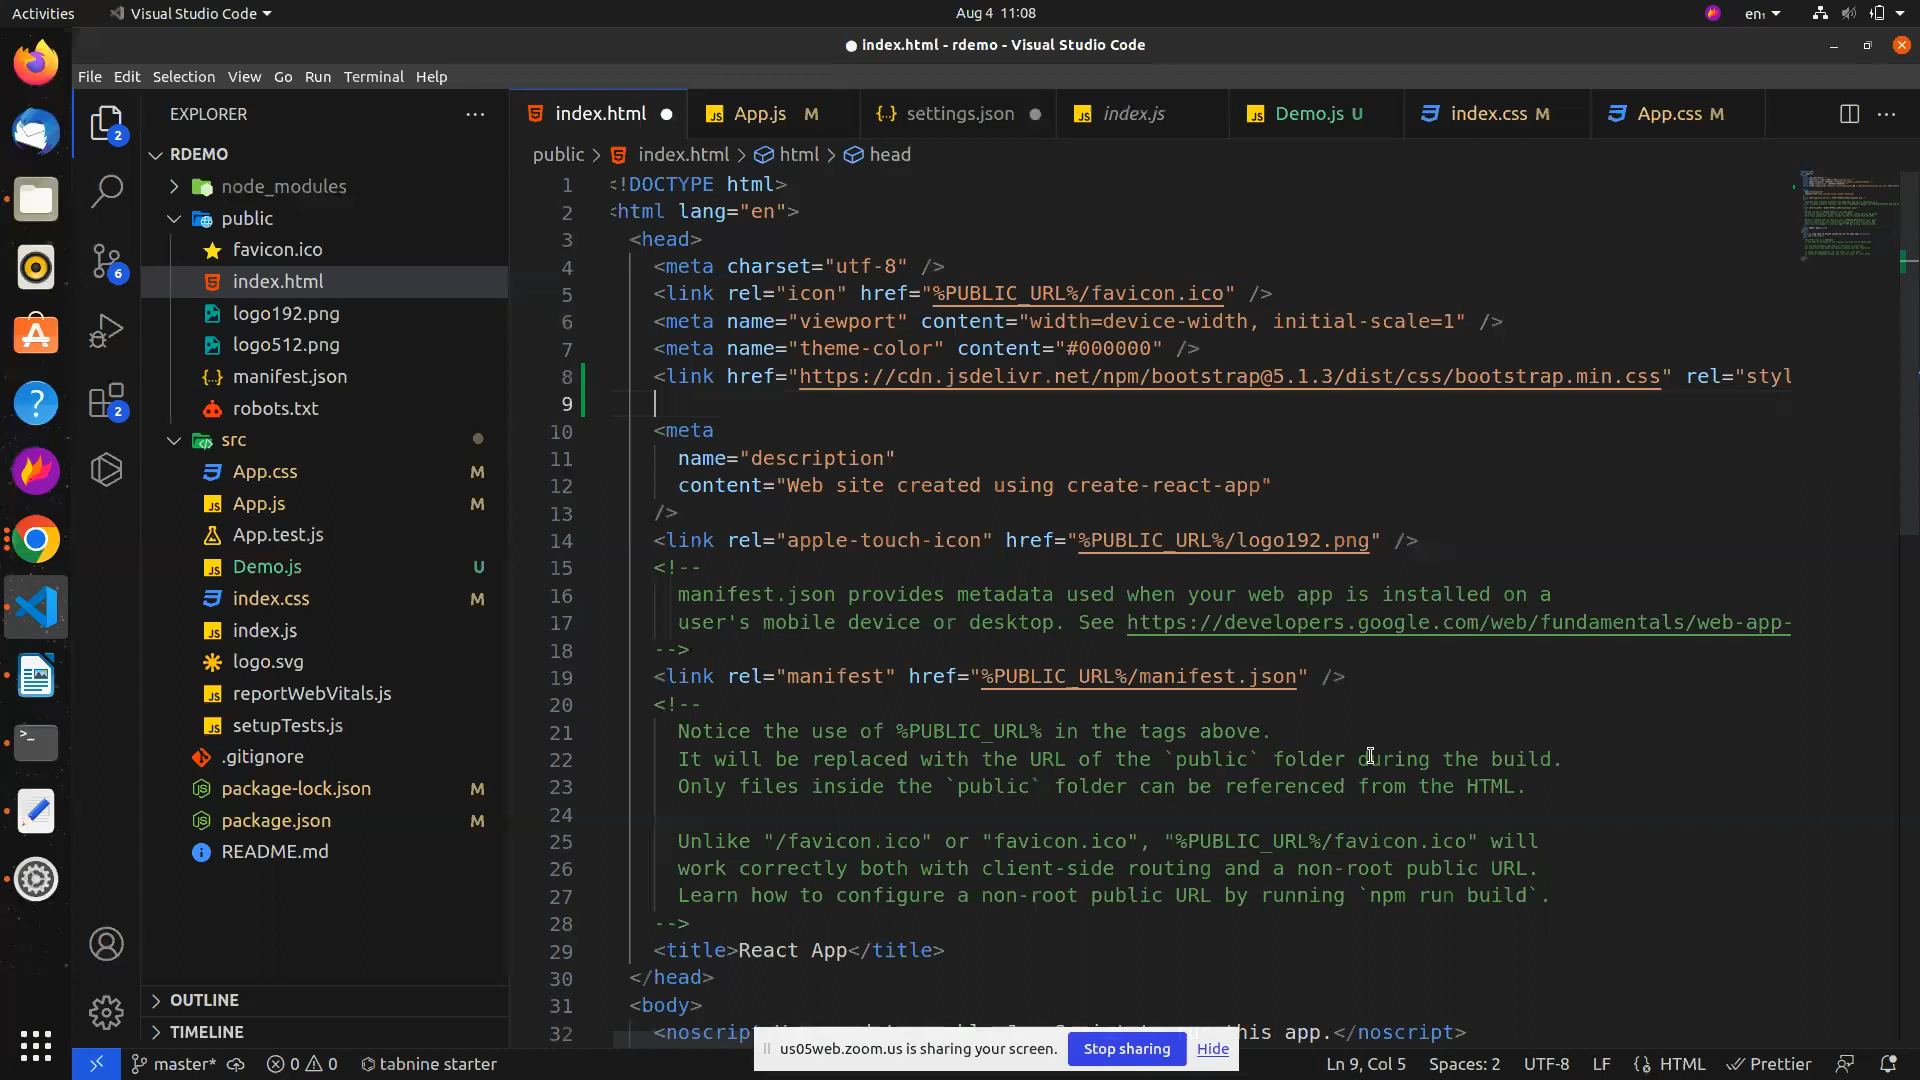 Activities
Visual Studio Code
Aug 4 11:08
en₁
index.html - rdemo - Visual Studio Code
File Edit Selection View Go Run Terminal Help
EXPLORER
index.html
App.js M
settings.json
index.js
Demo.js U
index.css M
App.css M
public > index.html > html > head
2
6
2
RDEMO
node_modules
public
favicon.ico
index.html
logo192.png
logo512.png
manifest.json
robots.txt
src
App.css M
App.js M
App.test.js
Demo.js U
index.css M
index.js
logo.svg
reportWebVitals.js
setupTests.js
.gitignore
package-lock.json M
package.json M
README.md
OUTLINE
TIMELINE
1 <!DOCTYPE html>
2 <html lang="en">
3 <head>
4 <meta charset="utf-8" />
5 <link rel="icon" href="%PUBLIC_URL%/favicon.ico" />
6 <meta name="viewport" content="width=device-width, initial-scale=1" />
7 <meta name="theme-color" content="#000000" />
8 <link href="https://cdn.jsdelivr.net/npm/bootstrap@5.1.3/dist/css/bootstrap.min.css" rel="styl
9
10 <meta
11 name="description"
12 content="Web site created using create-react-app"
13 />
14 <link rel="apple-touch-icon" href="%PUBLIC_URL%/logo192.png" />
15 <!--
16 manifest.json provides metadata used when your web app is installed on a
17 user's mobile device or desktop. See https://developers.google.com/web/fundamentals/web-app-
18 -->
19 <link rel="manifest" href="%PUBLIC_URL%/manifest.json" />
20 <!--
21 Notice the use of %PUBLIC_URL% in the tags above.
22 It will be replaced with the URL of the `public` folder during the build.
23 Only files inside the `public` folder can be referenced from the HTML.
24
25 Unlike "/favicon.ico" or "favicon.ico", "%PUBLIC_URL%/favicon.ico" will
26 work correctly both with client-side routing and a non-root public URL.
27 Learn how to configure a non-root public URL by running `npm run build`.
28 -->
29 <title>React App</title>
30 </head>
31 <body>
32 <noscript this app.</noscript>
us05web.zoom.us is sharing your screen. Stop sharing Hide
master* 0 0 tabnine starter
Ln 9, Col 5 Spaces: 2 UTF-8 LF HTML Prettier